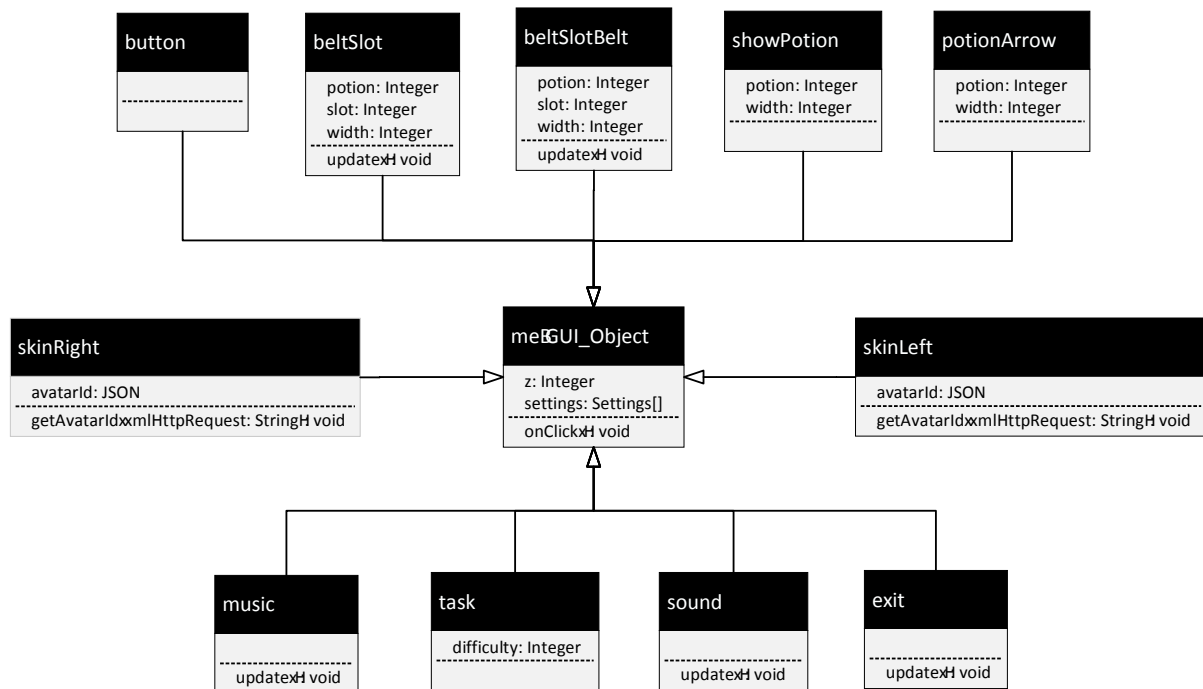 button
beltSlot
potion: Integer
slot: Integer
width: Integer
updatexH void
beltSlotBelt
potion: Integer
slot: Integer
width: Integer
updatexH void
showPotion
potion: Integer
width: Integer
potionArrow
potion: Integer
width: Integer
skinRight
avatarId: JSON
getAvatarIdxxmlHttpRequest: StringH void
GUI_Object
z: Integer
settings: Settings[]
onClickxH void
skinLeft
avatarId: JSON
getAvatarIdxxmlHttpRequest: StringH void
music
updatexH void
task
difficulty: Integer
sound
updatexH void
exit
updatexH void